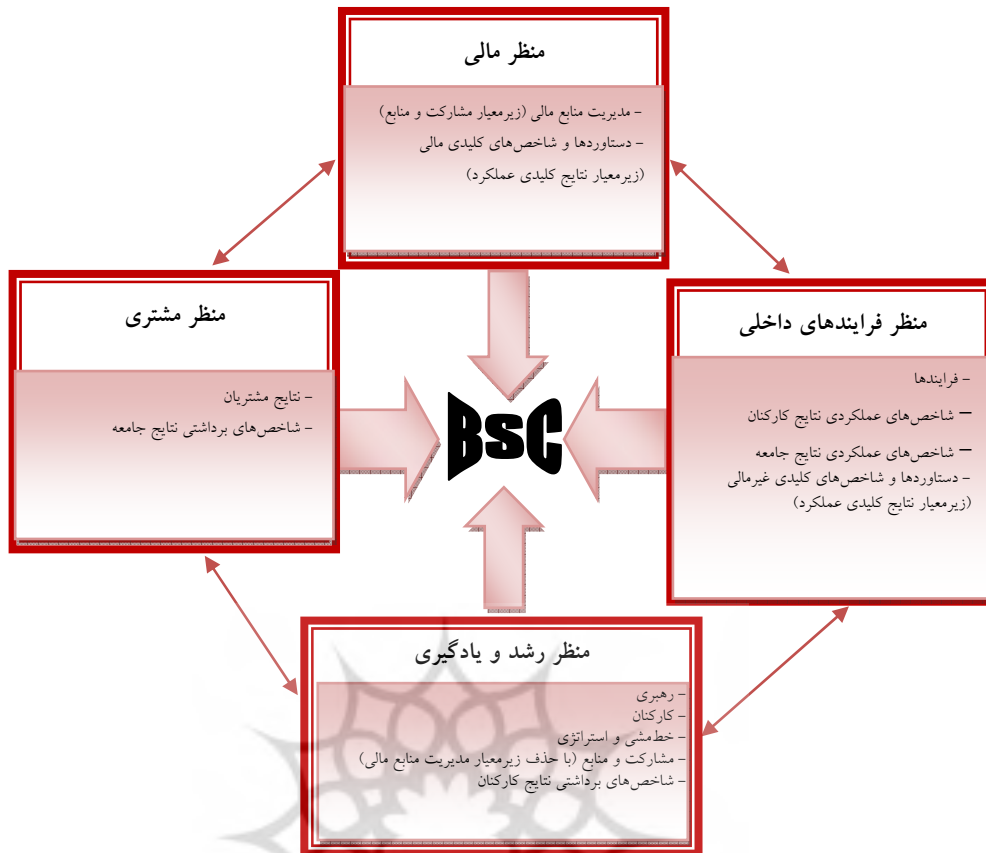 منظر مالی
- مدیریت منابع مالی (زیرمعیار مشارکت و منابع)
- دستاوردها و شاخص‌های کلیدی مالی
(زیرمعیار نتایج کلیدی عملکرد)
منظر فرایندهای داخلی
- فرایندها
- شاخص‌های عملکردی نتایج کارکنان
- شاخص‌های عملکردی نتایج جامعه
- دستاوردها و شاخص‌های کلیدی غیرمالی
(زیرمعیار نتایج کلیدی عملکرد)
BSC
منظر مشتری
- نتایج مشتریان
- شاخص‌های برداشتی نتایج جامعه
منظر رشد و یادگیری
- رهبری
- کارکنان
- خط‌مشی و استراتژی
- مشارکت و منابع (با حذف زیرمعیار مدیریت منابع مالی)
- شاخص‌های برداشتی نتایج کارکنان